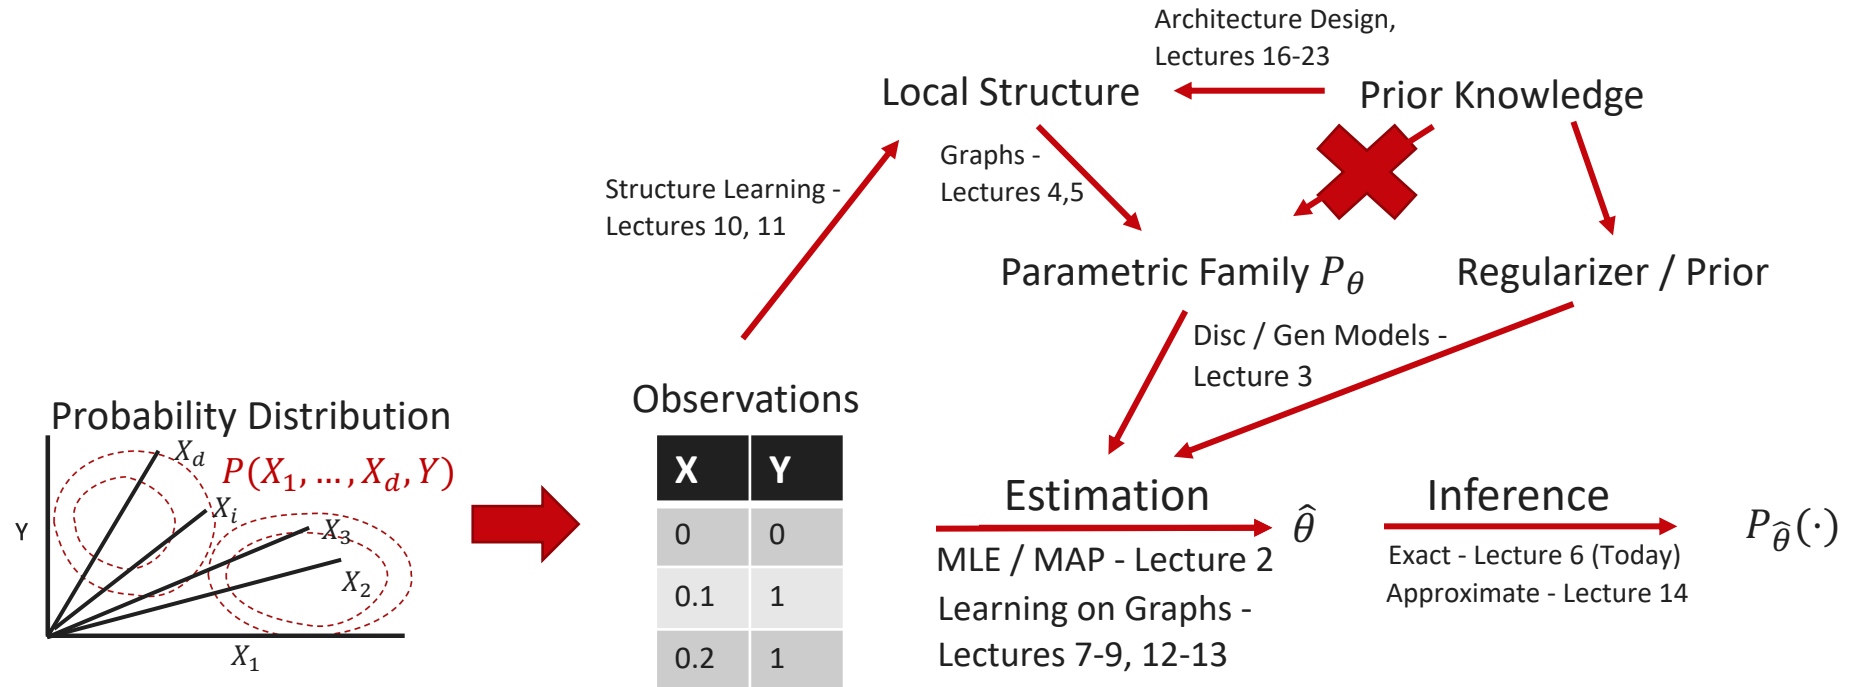 Architecture Design,
Lectures 16-23
Local Structure
Prior Knowledge
Graphs -
Lectures 4,5
Structure Learning -
Lectures 10, 11
Parametric Family P_θ
Regularizer / Prior
Disc / Gen Models -
Lecture 3
Observations
Probability Distribution
P(X_1, … , X_d, Y)
X_d
X_i
X_3
X_2
X_1
Y
X Y
0 0
0.1 1
0.2 1
Estimation
θ̂
MLE / MAP - Lecture 2
Learning on Graphs -
Lectures 7-9, 12-13
Inference
Exact - Lecture 6 (Today)
Approximate - Lecture 14
P_θ̂(·)